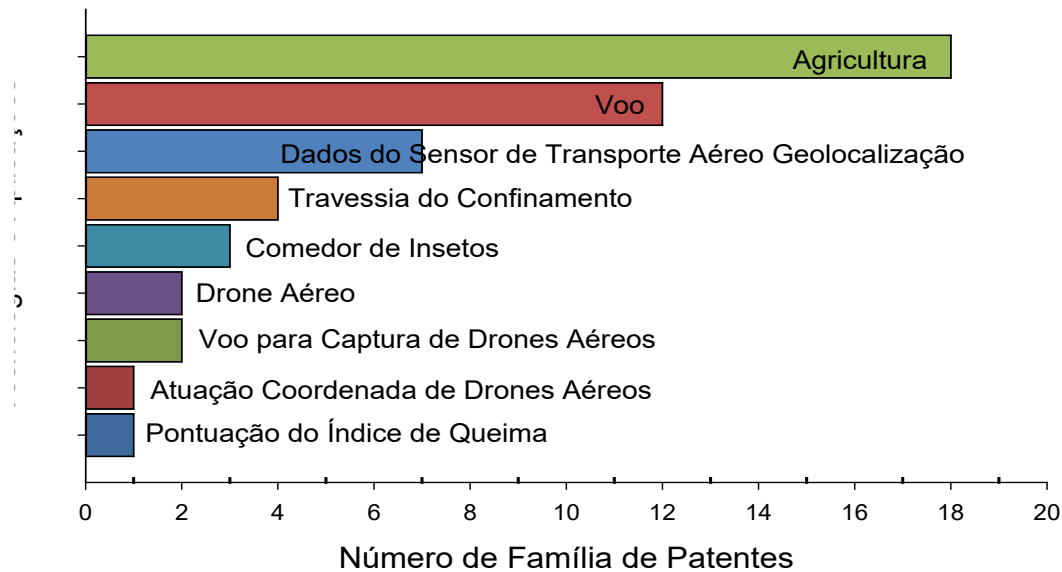 Agricultura
Voo
Dados do Sensor de Transporte Aéreo Geolocalização
Travessia do Confinamento
Comedor de Insetos
Drone Aéreo
Voo para Captura de Drones Aéreos
Atuação Coordenada de Drones Aéreos
Pontuação do Índice de Queima
0 2 4 6 8 10 12 14 16 18 20
Número de Família de Patentes